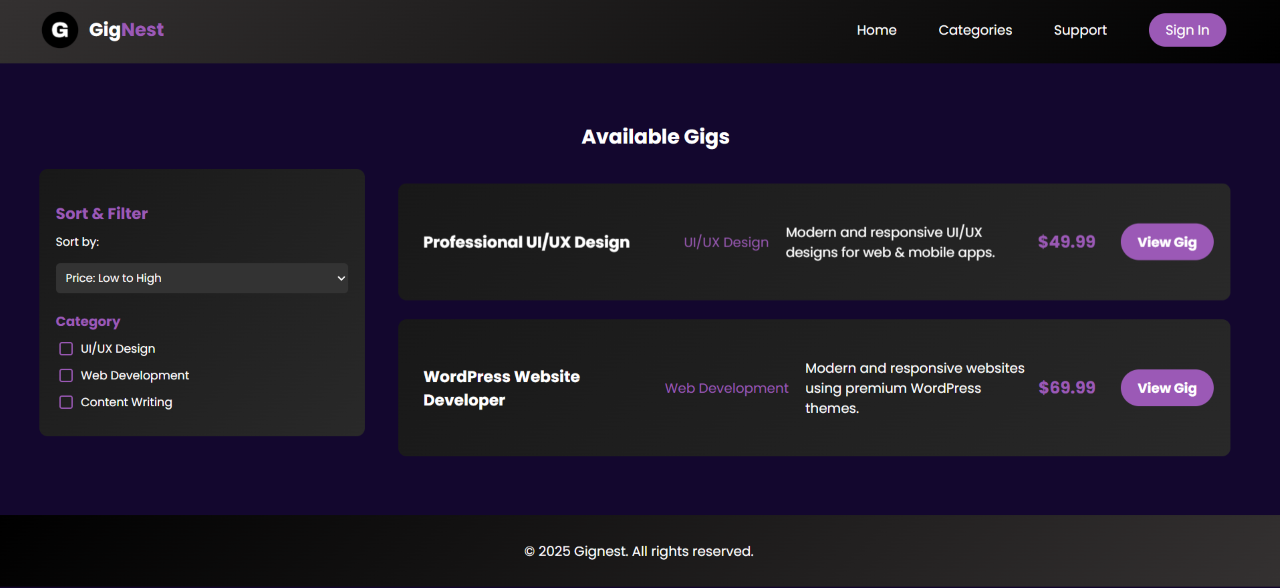 G GigNest
Home Categories Support Sign In
Available Gigs
Sort & Filter
Sort by:
Price: Low to High
Category
UI/UX Design
Web Development
Content Writing
Professional UI/UX Design
UI/UX Design
Modern and responsive UI/UX
designs for web & mobile apps.
$49.99
View Gig
WordPress Website
Developer
Web Development
Modern and responsive websites
using premium WordPress
themes.
$69.99
View Gig
© 2025 Gignest. All rights reserved.